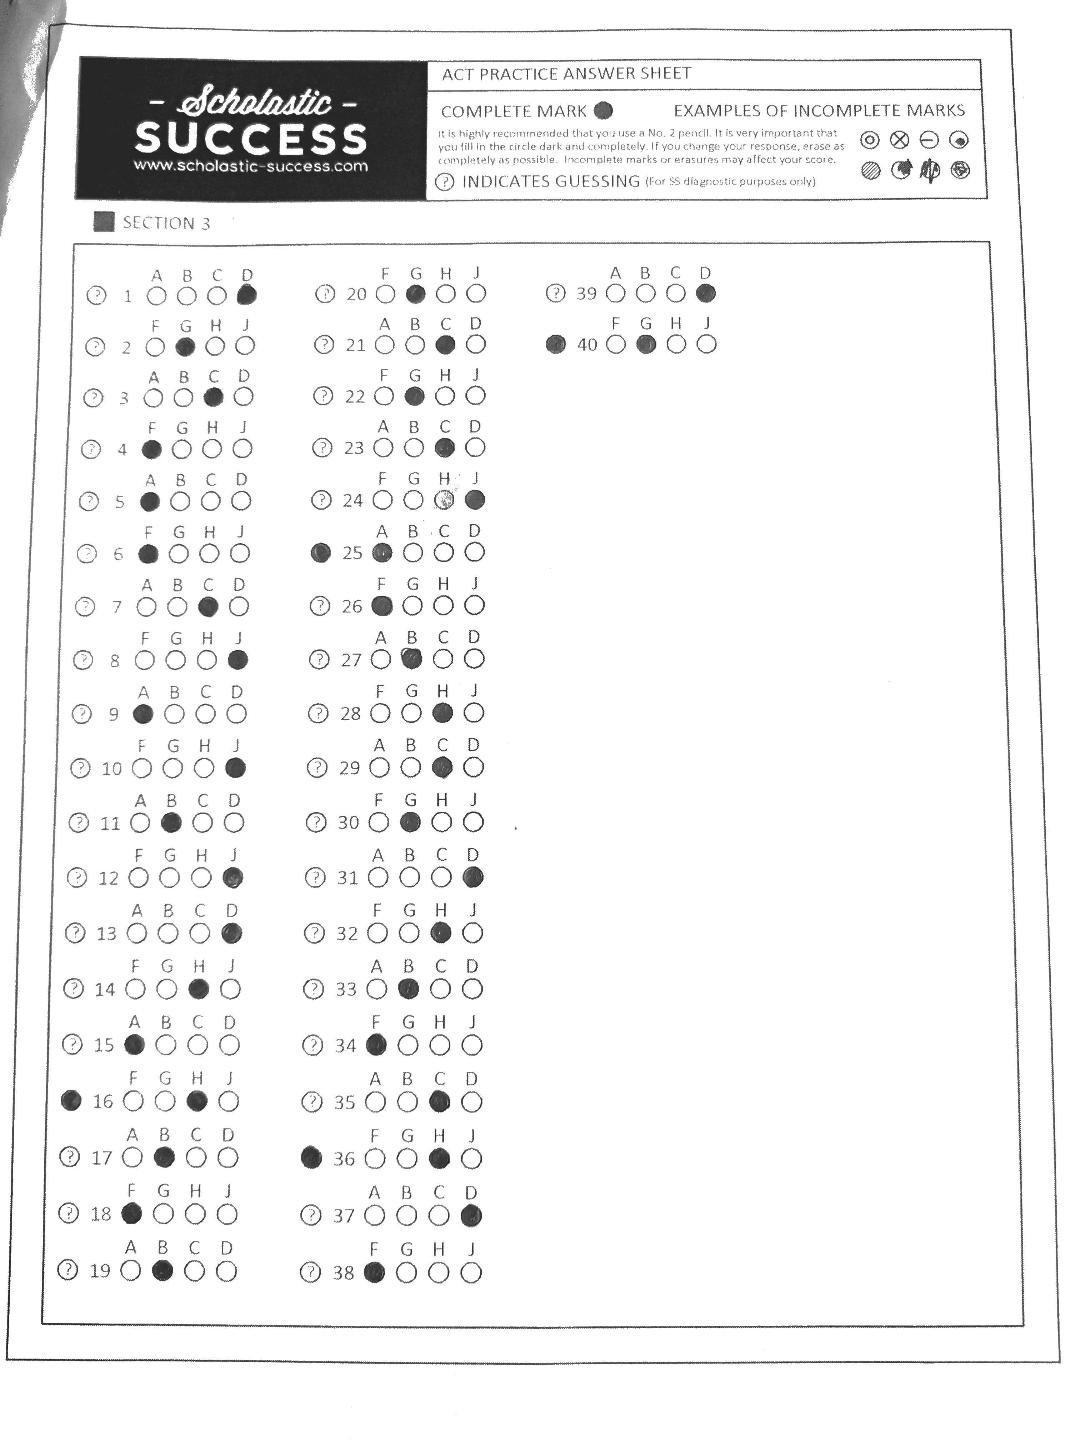 - Scholastic -
SUCCESS
www.scholastic-success.com
ACT PRACTICE ANSWER SHEET
COMPLETE MARK EXAMPLES OF INCOMPLETE MARKS
It is highly recommended that you use a No. 2 pencil. It is very important that
you fill in the circle dark and completely. If you change your response, erase as
completely as possible. Incomplete marks or erasures may affect your score.
? INDICATES GUESSING (For SS diagnostic purposes only)
SECTION 3
A B C D
? 1
F G H J
? 2
A B C D
? 3
F G H J
? 4
A B C D
? 5
F G H J
? 6
A B C D
? 7
F G H J
? 8
A B C D
? 9
F G H J
? 10
A B C D
? 11
F G H J
? 12
A B C D
? 13
F G H J
? 14
A B C D
? 15
F G H J
16
A B C D
? 17
F G H J
? 18
A B C D
? 19
F G H J
? 20
A B C D
? 21
F G H J
? 22
A B C D
? 23
F G H J
? 24
A B C D
25
F G H J
? 26
A B C D
? 27
F G H J
? 28
A B C D
? 29
F G H J
? 30
A B C D
? 31
F G H J
? 32
A B C D
? 33
F G H J
? 34
A B C D
? 35
F G H J
36
A B C D
? 37
F G H J
? 38
A B C D
? 39
F G H J
40